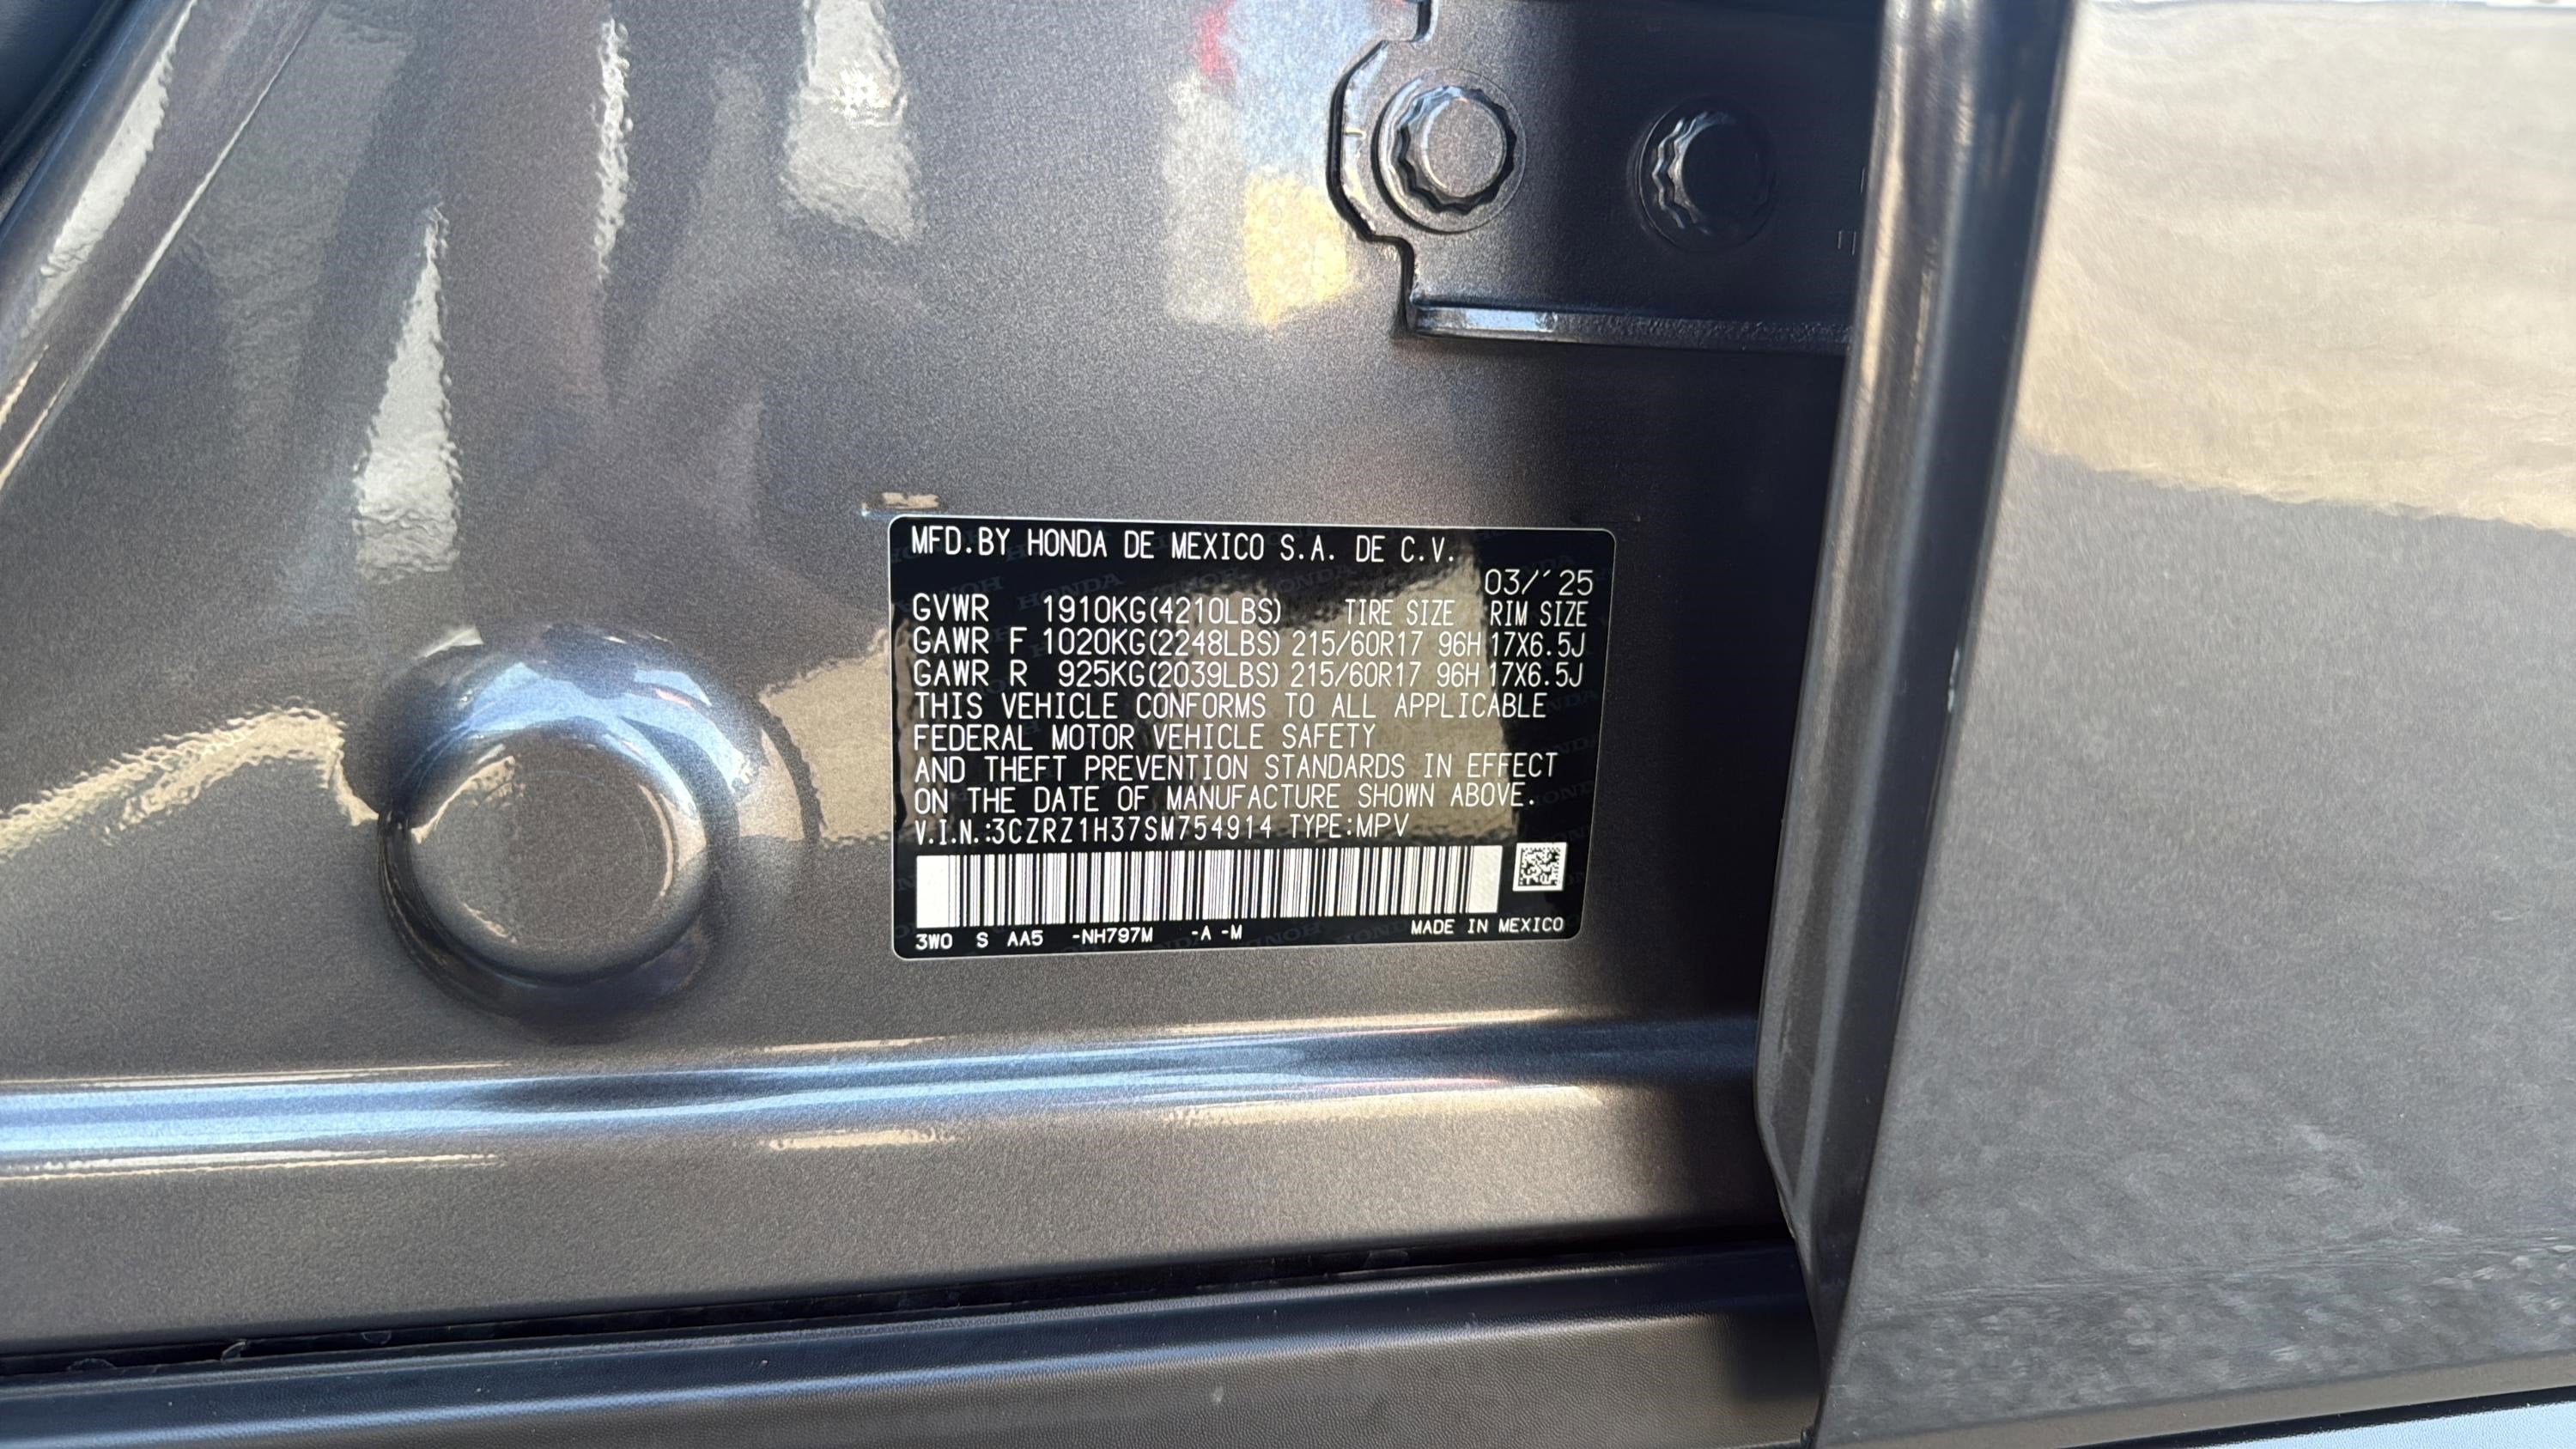 MFD.BY HONDA DE MEXICO S.A. DE C.V.
03/´25
GVWR 1910KG(4210LBS) TIRE SIZE RIM SIZE
GAWR F 1020KG(2248LBS) 215/60R17 96H 17X6.5J
GAWR R 925KG(2039LBS) 215/60R17 96H 17X6.5J
THIS VEHICLE CONFORMS TO ALL APPLICABLE
FEDERAL MOTOR VEHICLE SAFETY
AND THEFT PREVENTION STANDARDS IN EFFECT
ON THE DATE OF MANUFACTURE SHOWN ABOVE.
V.I.N.:3CZRZ1H37SM754914 TYPE:MPV
3W0 S AA5 -NH797M -A -M MADE IN MEXICO